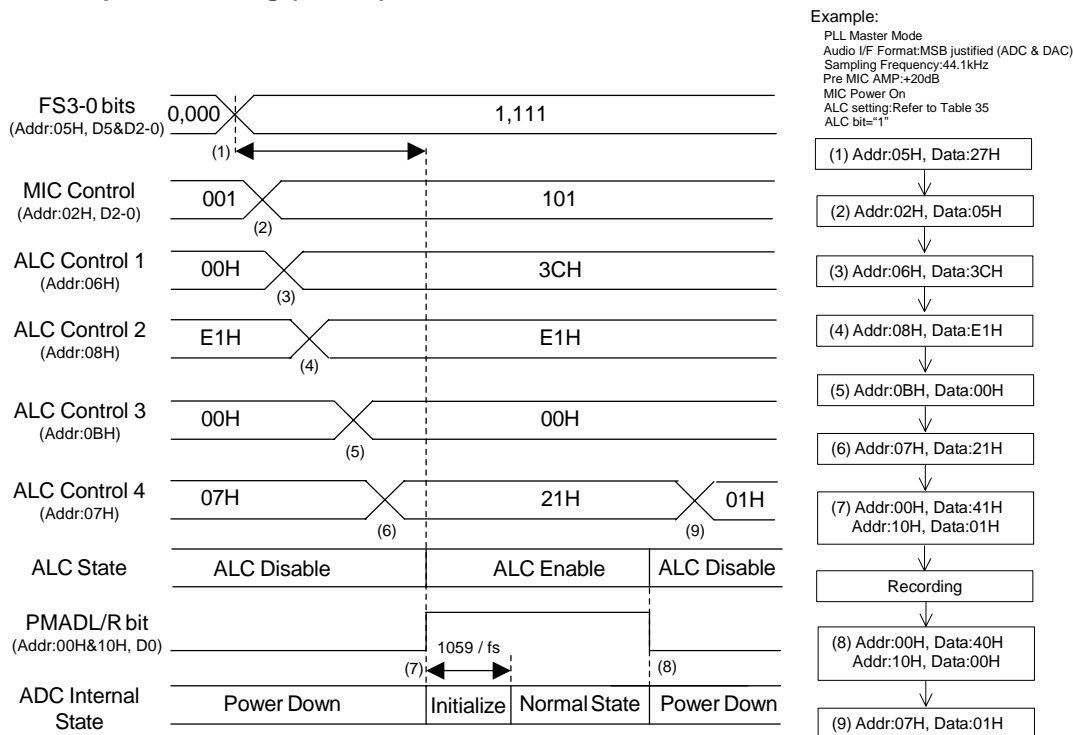 Example:
PLL Master Mode
Audio I/F Format:MSB justified (ADC & DAC)
Sampling Frequency:44.1kHz
Pre MIC AMP:+20dB
MIC Power On
ALC setting:Refer to Table 35
ALC bit="1"
FS3-0 bits
(Addr:05H, D5&D2-0)
0,000
1,111
(1)
MIC Control
(Addr:02H, D2-0)
001
101
(2)
ALC Control 1
(Addr:06H)
00H
3CH
(3)
ALC Control 2
(Addr:08H)
E1H
E1H
(4)
ALC Control 3
(Addr:0BH)
00H
00H
(5)
ALC Control 4
(Addr:07H)
07H
21H
01H
(6)
(9)
ALC State
ALC Disable
ALC Enable
ALC Disable
PMADL/R bit
(Addr:00H&10H, D0)
1059 / fs
(7)
(8)
ADC Internal
State
Power Down
Initialize
Normal State
Power Down
(1) Addr:05H, Data:27H
(2) Addr:02H, Data:05H
(3) Addr:06H, Data:3CH
(4) Addr:08H, Data:E1H
(5) Addr:0BH, Data:00H
(6) Addr:07H, Data:21H
(7) Addr:00H, Data:41H
Addr:10H, Data:01H
Recording
(8) Addr:00H, Data:40H
Addr:10H, Data:00H
(9) Addr:07H, Data:01H